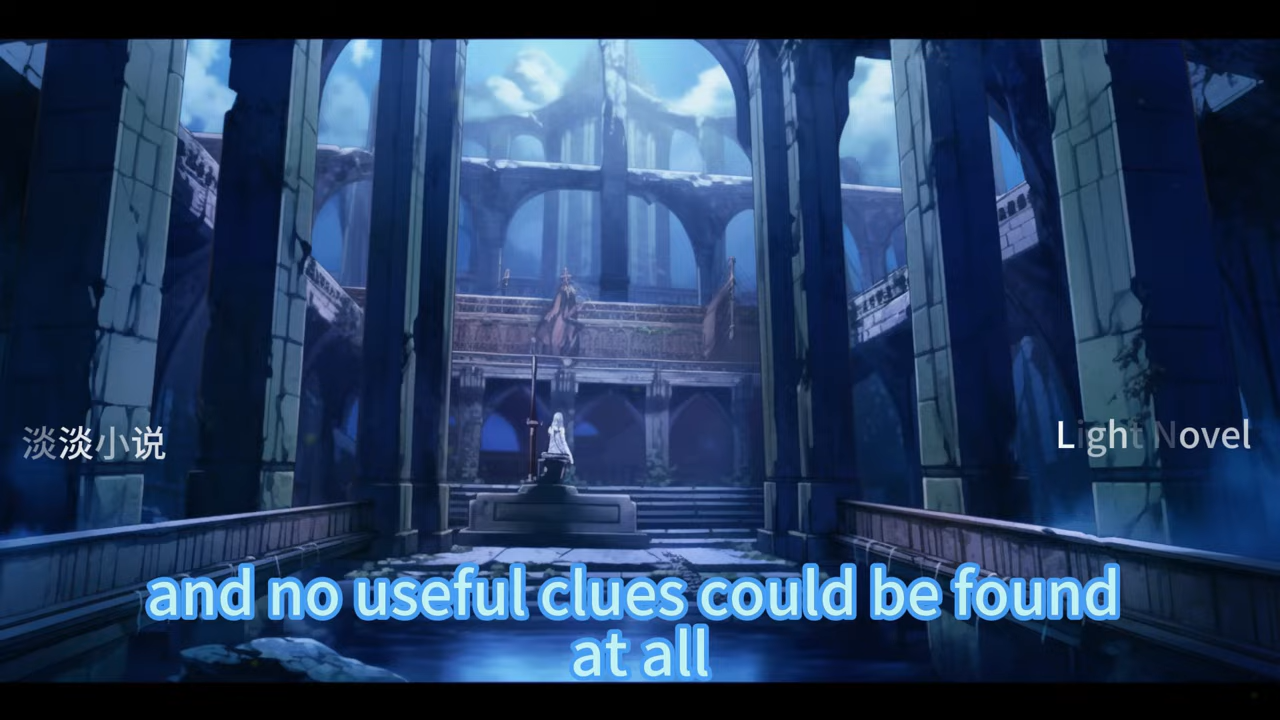 淡淡小说
Light Novel
and no useful clues could be found
at all